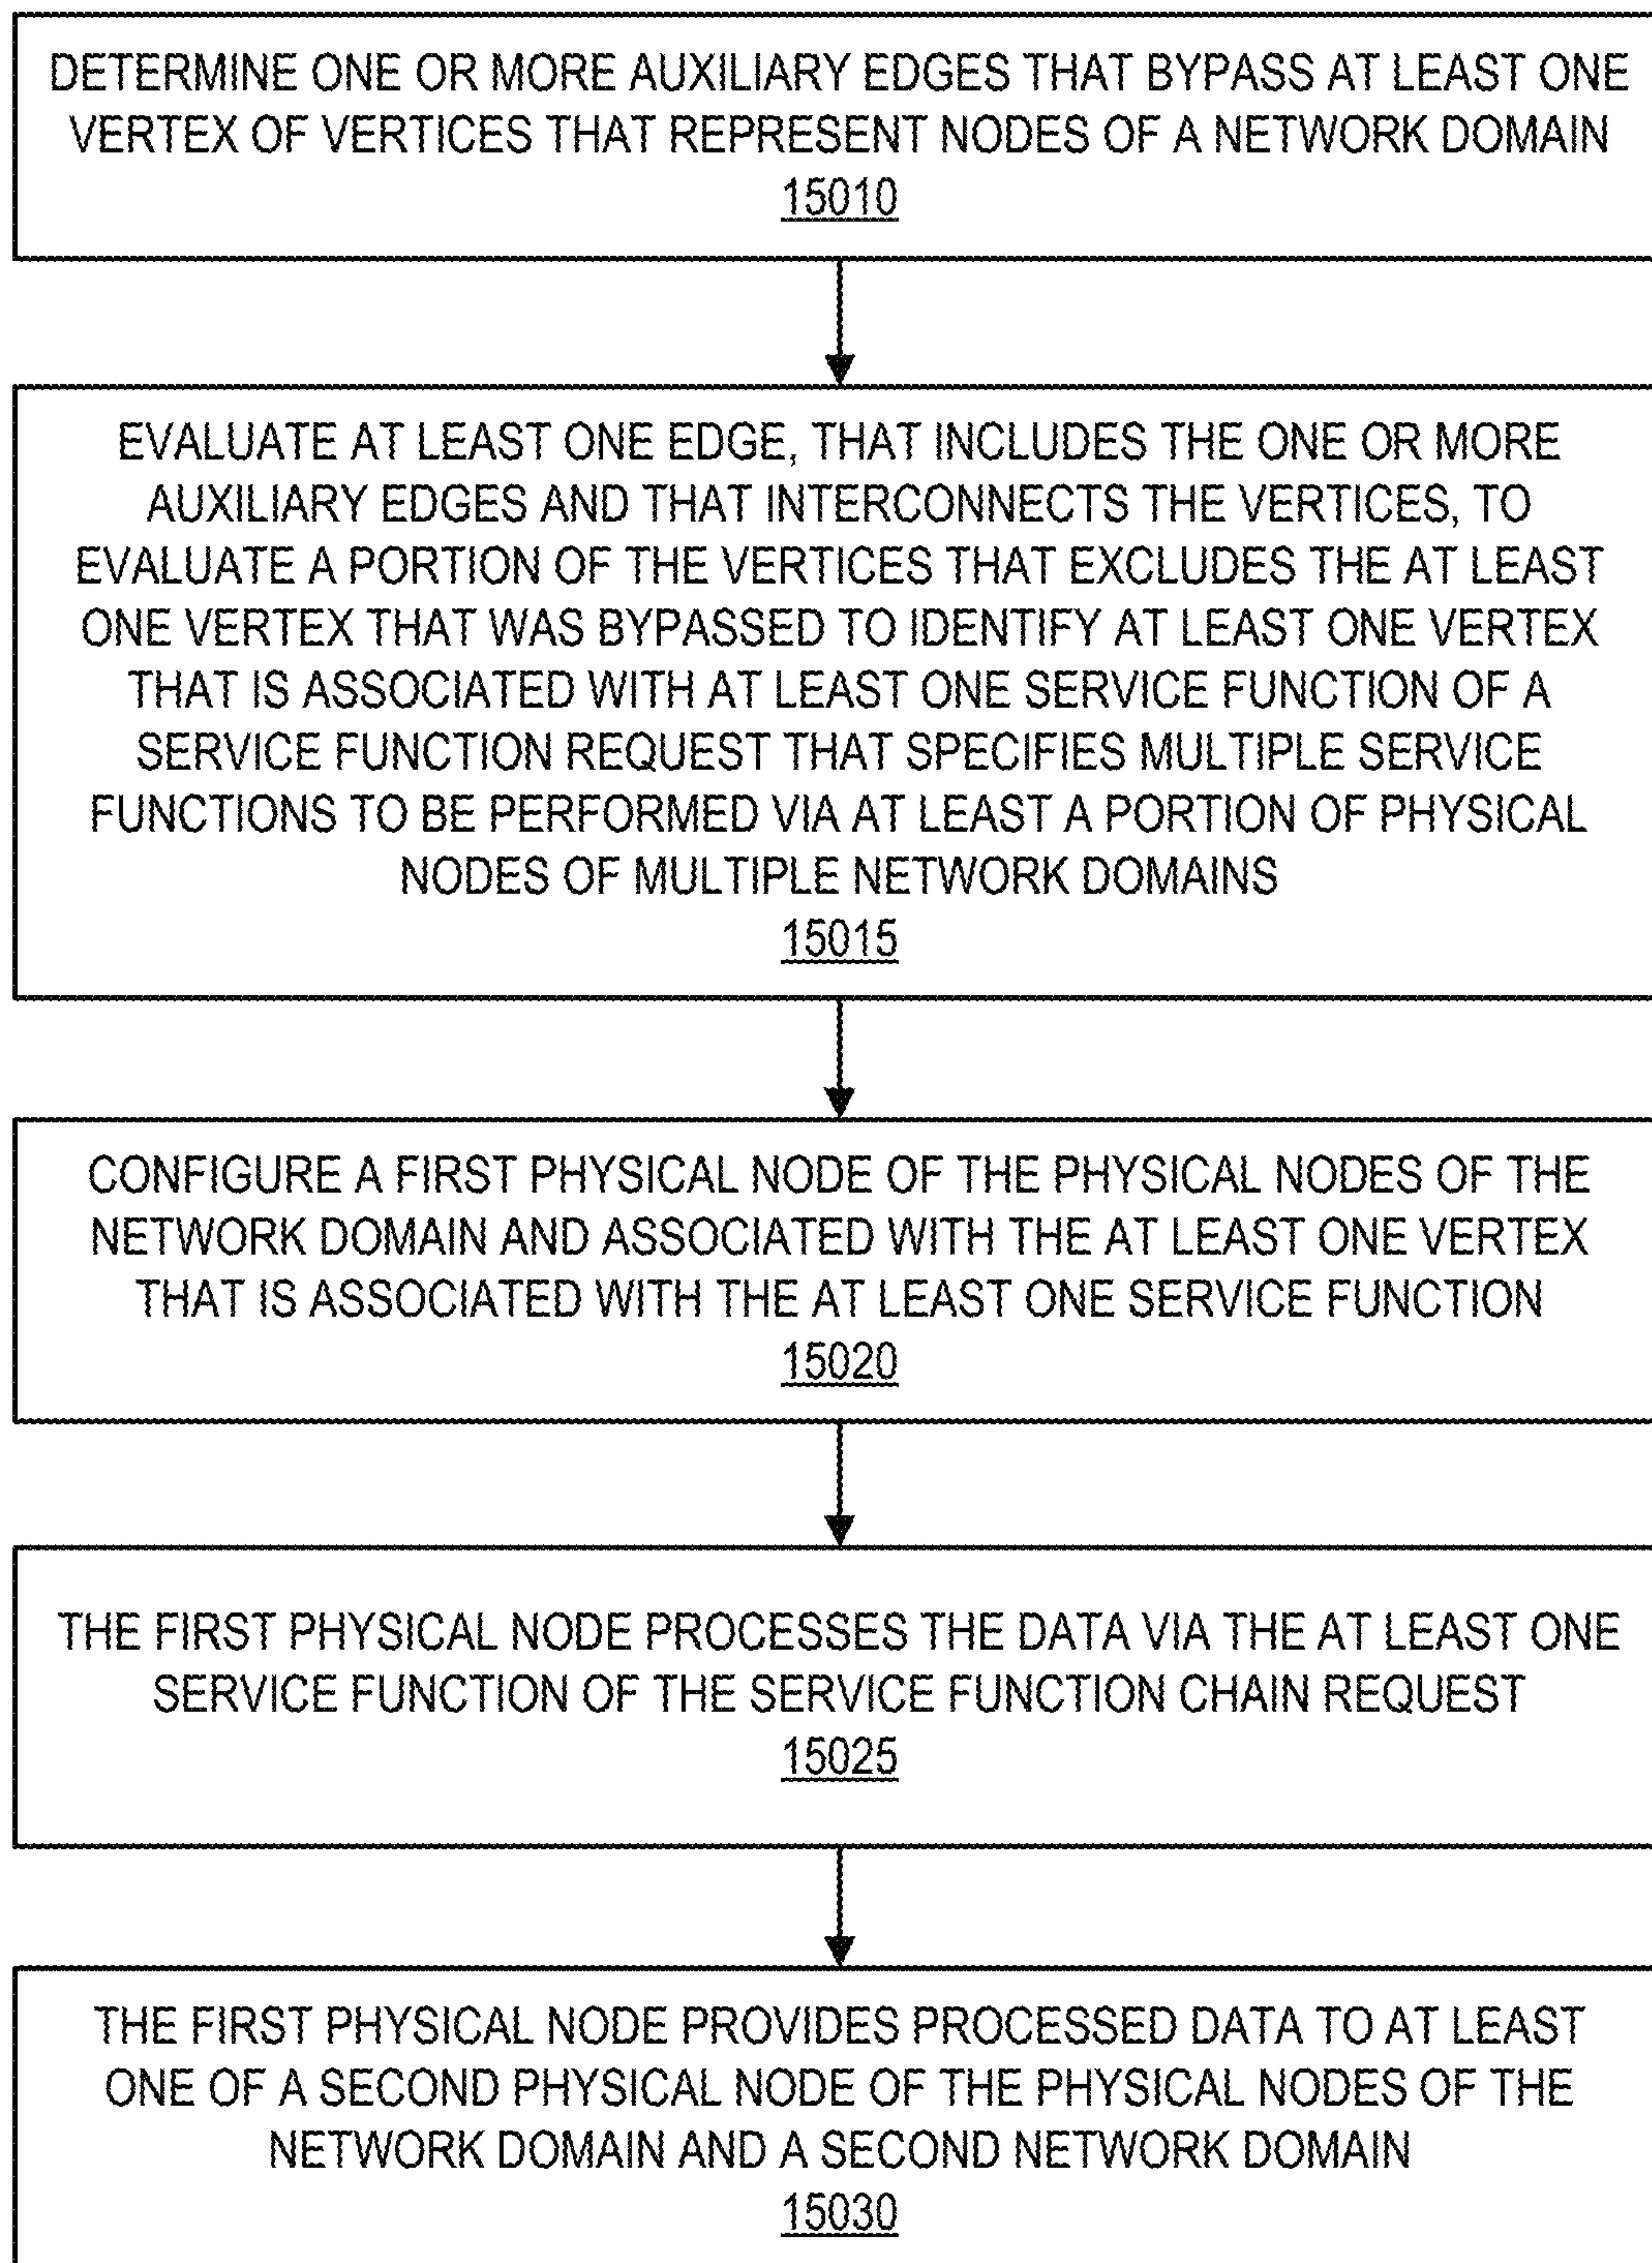 DETERMINE ONE OR MORE AUXILIARY EDGES THAT BYPASS AT LEAST ONE
VERTEX OF VERTICES THAT REPRESENT NODES OF A NETWORK DOMAIN
15010
EVALUATE AT LEAST ONE EDGE, THAT INCLUDES THE ONE OR MORE
AUXILIARY EDGES AND THAT INTERCONNECTS THE VERTICES, TO
EVALUATE A PORTION OF THE VERTICES THAT EXCLUDES THE AT LEAST
ONE VERTEX THAT WAS BYPASSED TO IDENTIFY AT LEAST ONE VERTEX
THAT IS ASSOCIATED WITH AT LEAST ONE SERVICE FUNCTION OF A
SERVICE FUNCTION REQUEST THAT SPECIFIES MULTIPLE SERVICE
FUNCTIONS TO BE PERFORMED VIA AT LEAST A PORTION OF PHYSICAL
NODES OF MULTIPLE NETWORK DOMAINS
15015
CONFIGURE A FIRST PHYSICAL NODE OF THE PHYSICAL NODES OF THE
NETWORK DOMAIN AND ASSOCIATED WITH THE AT LEAST ONE VERTEX
THAT IS ASSOCIATED WITH THE AT LEAST ONE SERVICE FUNCTION
15020
THE FIRST PHYSICAL NODE PROCESSES THE DATA VIA THE AT LEAST ONE
SERVICE FUNCTION OF THE SERVICE FUNCTION CHAIN REQUEST
15025
THE FIRST PHYSICAL NODE PROVIDES PROCESSED DATA TO AT LEAST
ONE OF A SECOND PHYSICAL NODE OF THE PHYSICAL NODES OF THE
NETWORK DOMAIN AND A SECOND NETWORK DOMAIN
15030